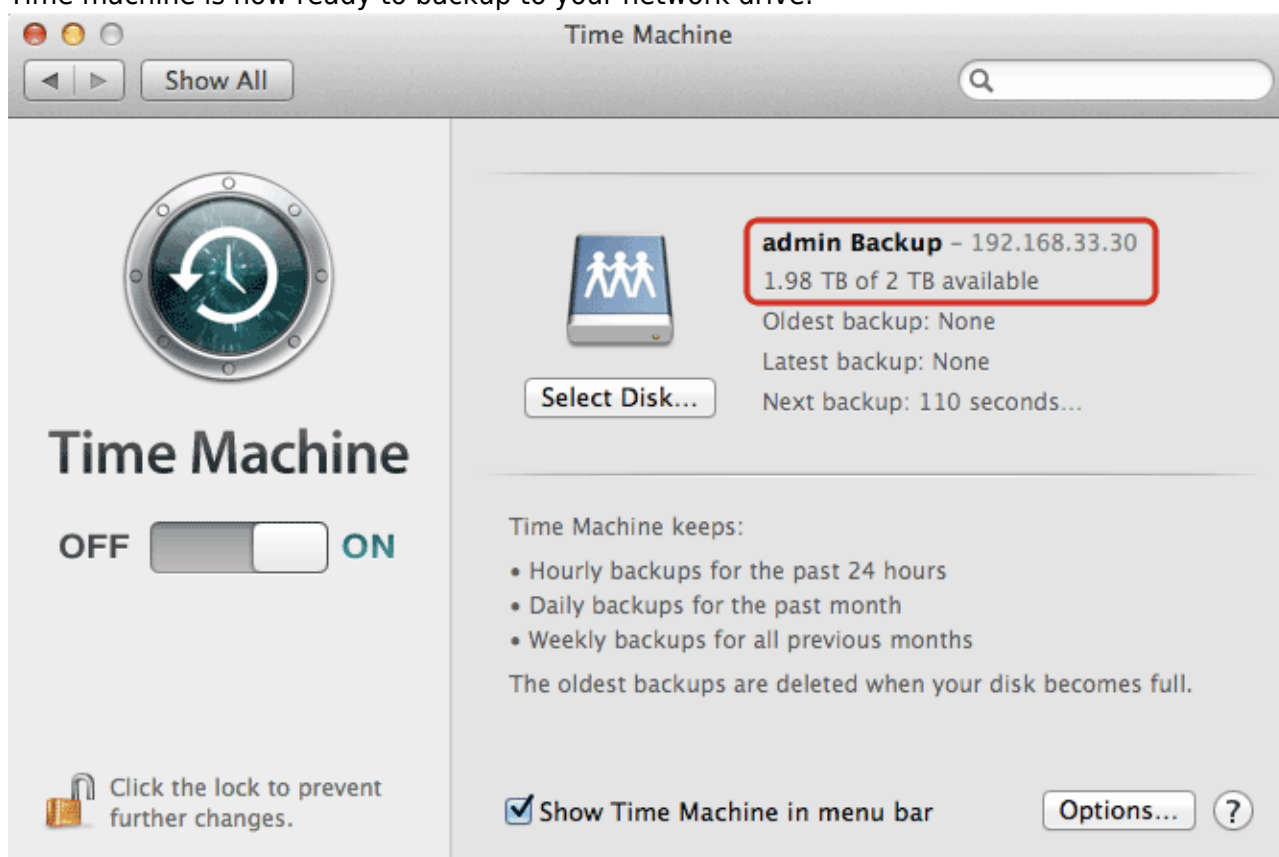 Time machine is now ready to backup to your network drive.
Time Machine
Show All
admin Backup – 192.168.33.30
1.98 TB of 2 TB available
Oldest backup: None
Latest backup: None
Select Disk...
Next backup: 110 seconds...
Time Machine
OFF ON
Time Machine keeps:
• Hourly backups for the past 24 hours
• Daily backups for the past month
• Weekly backups for all previous months
The oldest backups are deleted when your disk becomes full.
Click the lock to prevent
further changes.
Show Time Machine in menu bar
Options...
?